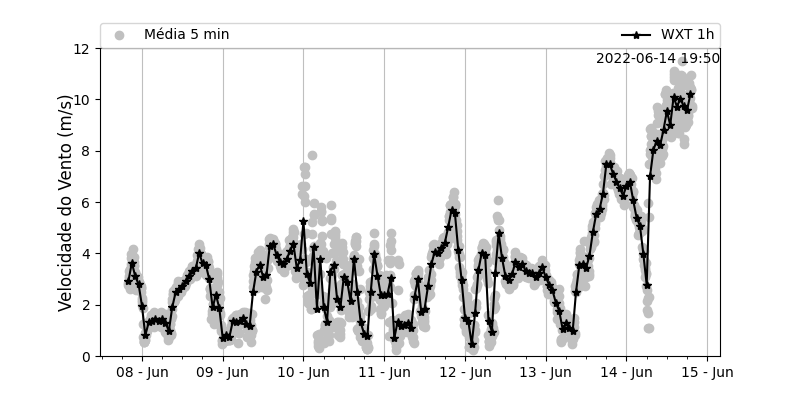 Média 5 min
WXT 1h
2022-06-14 19:50
Velocidade do Vento (m/s)
12
10
8
6
4
2
0
08 - Jun
09 - Jun
10 - Jun
11 - Jun
12 - Jun
13 - Jun
14 - Jun
15 - Jun